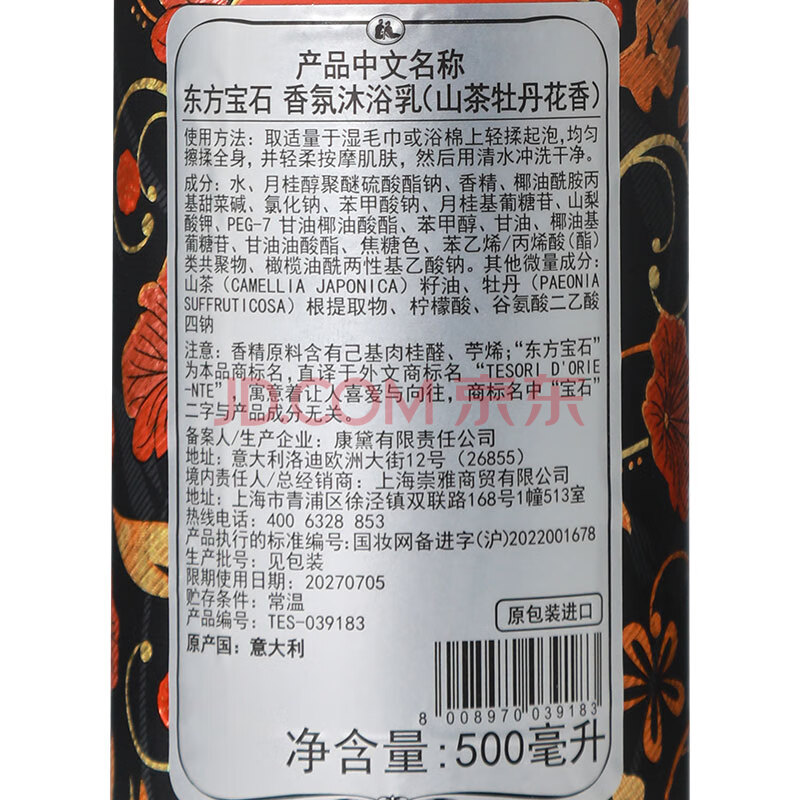 产品中文名称
东方宝石 香氛沐浴乳(山茶牡丹花香)
使用方法：取适量于湿毛巾或浴棉上轻揉起泡,均匀
擦揉全身，并轻柔按摩肌肤，然后用清水冲洗干净。
成分：水、月桂醇聚醚硫酸酯钠、香精、椰油酰胺丙
基甜菜碱、氯化钠、苯甲酸钠、月桂基葡糖苷、山梨
酸钾、PEG-7 甘油椰油酸酯、苯甲醇、甘油、椰油基
葡糖苷、甘油油酸酯、焦糖色、苯乙烯/丙烯酸(酯)
类共聚物、橄榄油酰两性基乙酸钠。其他微量成分：
山茶（CAMELLIA JAPONICA）籽油、牡丹（PAEONIA
SUFFRUTICOSA）根提取物、柠檬酸、谷氨酸二乙酸
四钠
注意：香精原料含有己基肉桂醛、苧烯；“东方宝石”
为本品商标名,直译于外文商标名 “TESORI D'ORIE
-NTE”,寓意着让人喜爱与向往，商标名中“宝石”
二字与产品成分无关。
JD.COM 京东
备案人/生产企业：康黛有限责任公司
地址：意大利洛迪欧洲大街12号（26855）
境内责任人/总经销商：上海崇雅商贸有限公司
地址：上海市青浦区徐泾镇双联路168号1幢513室
热线电话：400 6328 853
产品执行的标准编号:国妆网备进字(沪)2022001678
生产批号：见包装
限期使用日期：20270705
贮存条件：常温
产品编号：TES-039183
原包装进口
原产国：意大利
8 008970 039183
净含量:500毫升